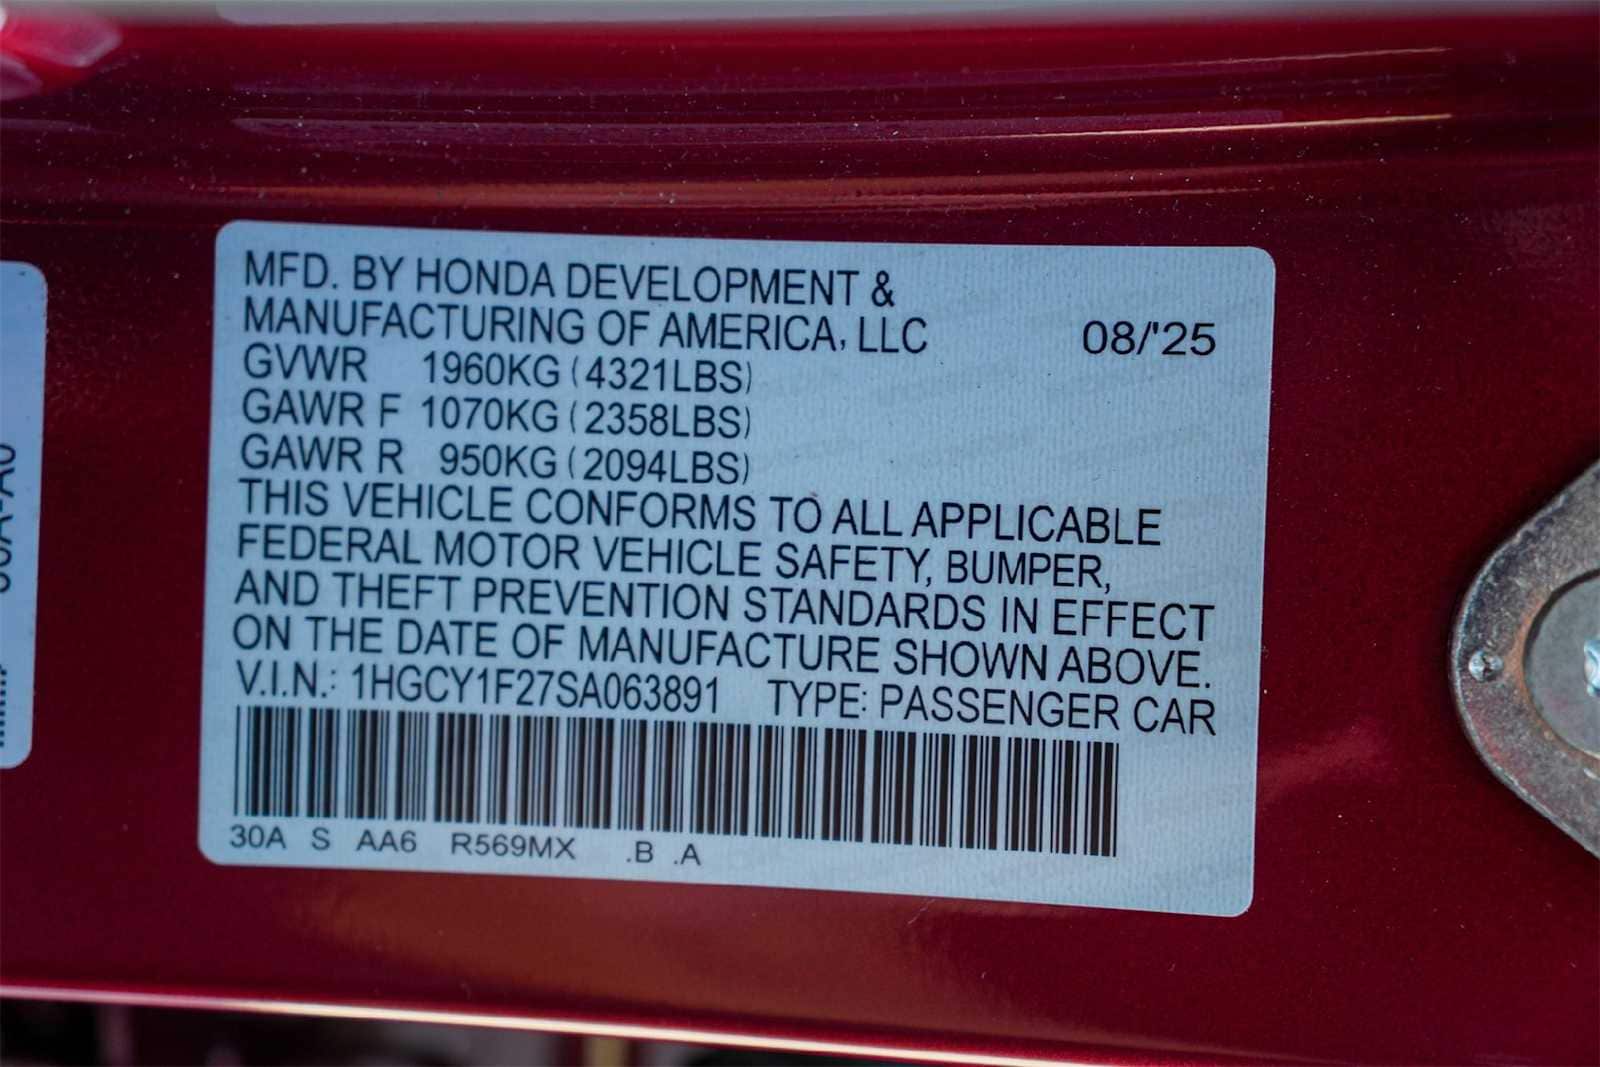 MFD. BY HONDA DEVELOPMENT &
MANUFACTURING OF AMERICA, LLC 08/'25
GVWR 1960KG (4321LBS)
GAWR F 1070KG (2358LBS)
GAWR R 950KG (2094LBS)
THIS VEHICLE CONFORMS TO ALL APPLICABLE
FEDERAL MOTOR VEHICLE SAFETY, BUMPER,
AND THEFT PREVENTION STANDARDS IN EFFECT
ON THE DATE OF MANUFACTURE SHOWN ABOVE.
V.I.N.: 1HGCY1F27SA063891 TYPE: PASSENGER CAR
30A S AA6 R569MX .B .A